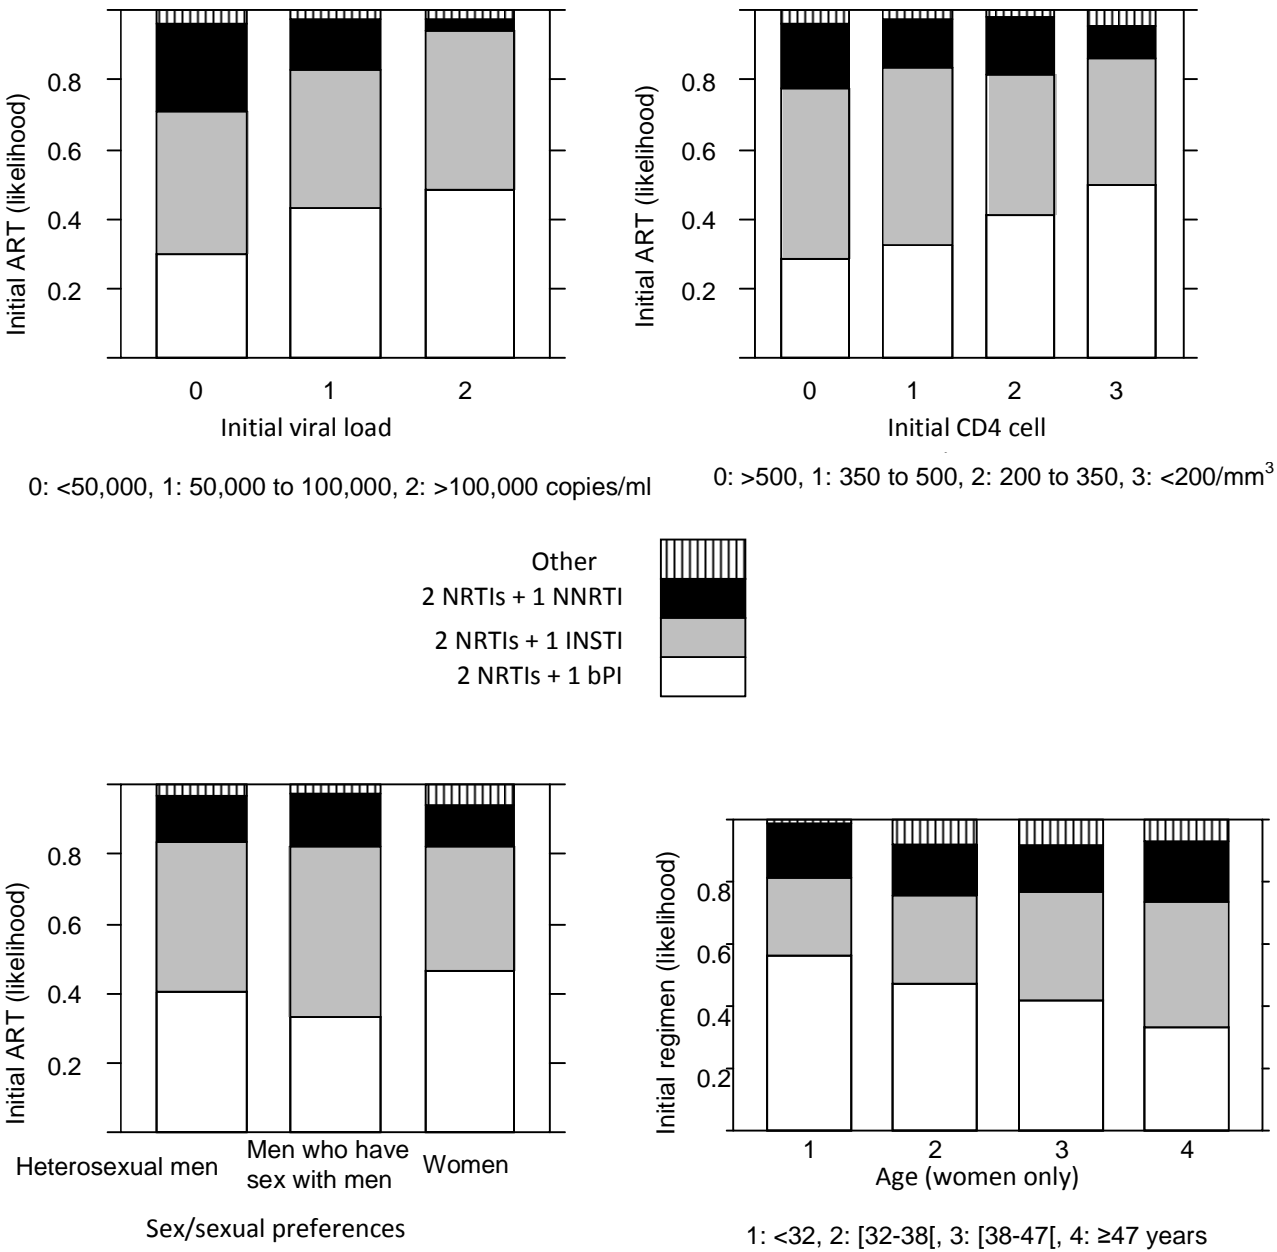 Initial ART (likelihood)
0.8
0.6
0.4
0.2
0 1 2
Initial viral load
0: <50,000, 1: 50,000 to 100,000, 2: >100,000 copies/ml
Initial ART (likelihood)
0.8
0.6
0.4
0.2
0 1 2 3
Initial CD4 cell
0: >500, 1: 350 to 500, 2: 200 to 350, 3: <200/mm³
Other
2 NRTIs + 1 NNRTI
2 NRTIs + 1 INSTI
2 NRTIs + 1 bPI
Initial ART (likelihood)
0.8
0.6
0.4
0.2
Heterosexual men
Men who have
sex with men
Women
Sex/sexual preferences
Initial regimen (likelihood)
0.8
0.6
0.4
0.2
1 2 3 4
Age (women only)
1: <32, 2: [32-38[, 3: [38-47[, 4: ≥47 years